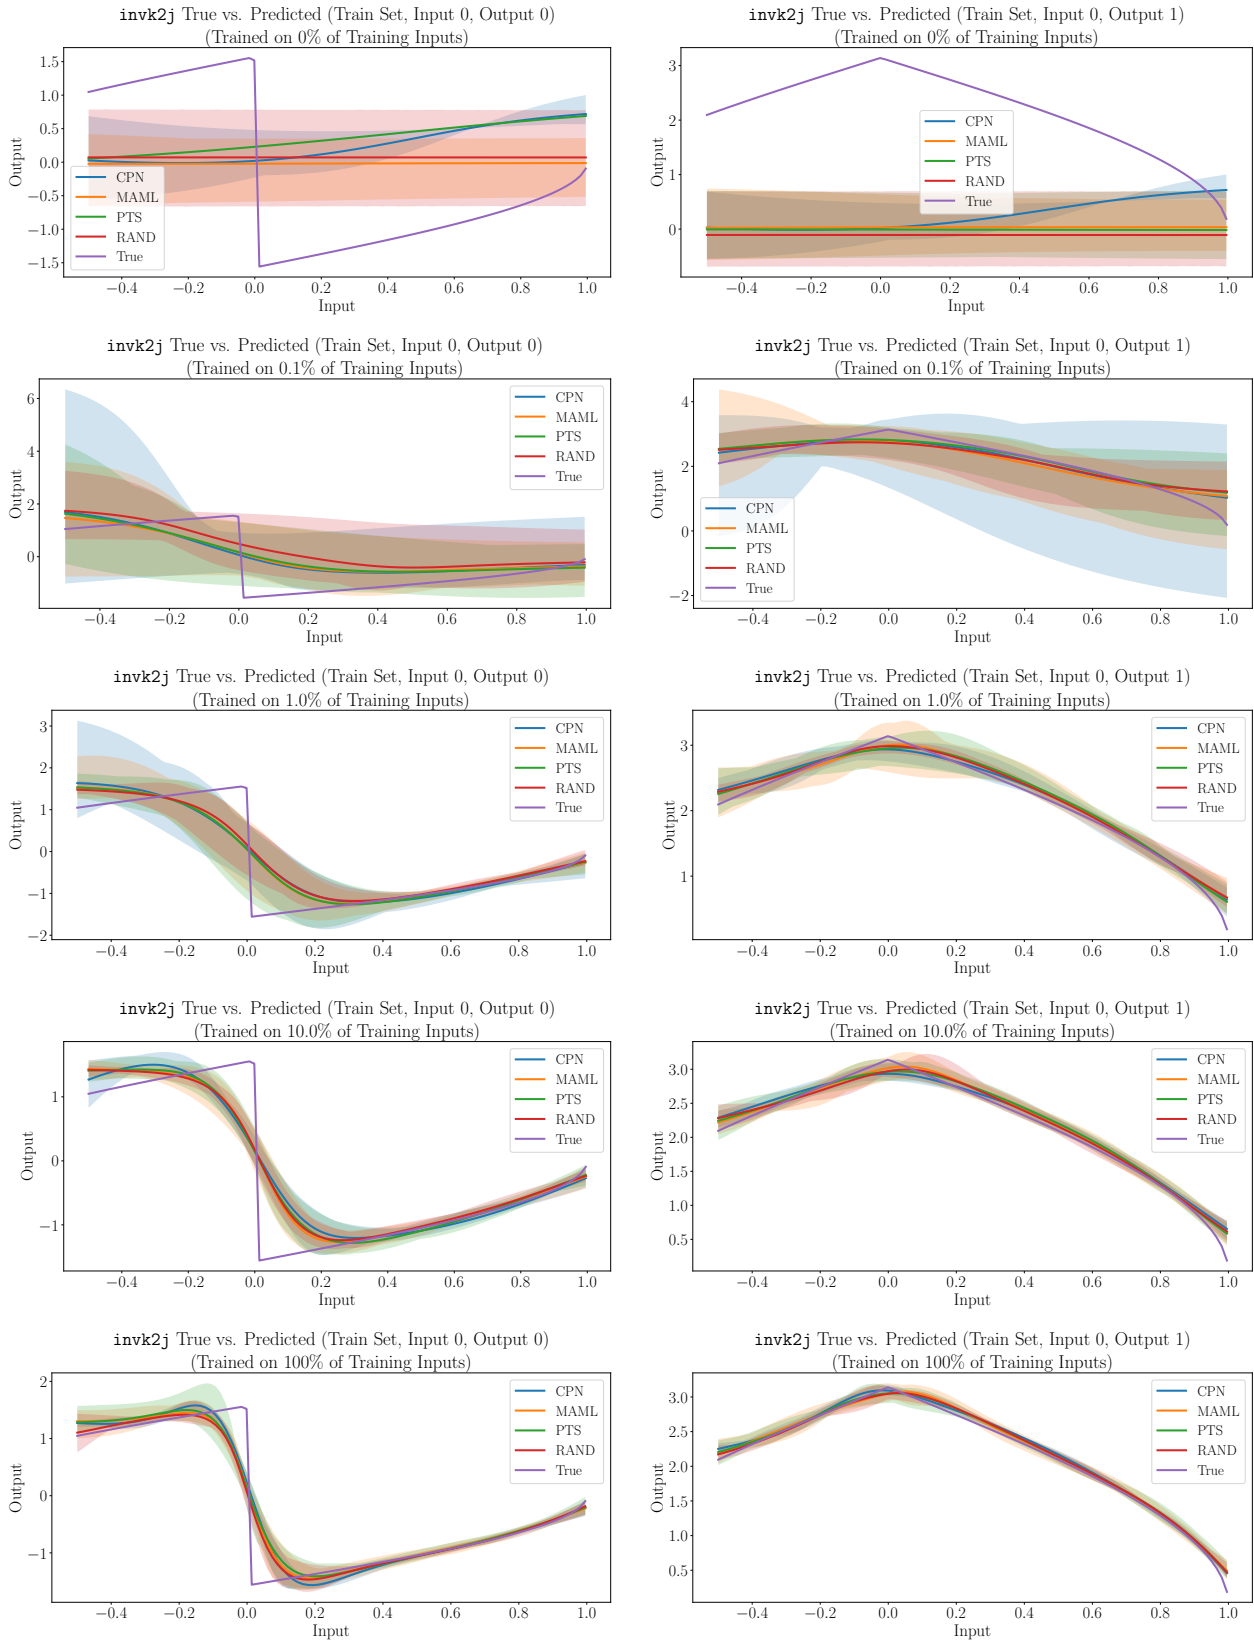 invk2j True vs. Predicted (Train Set, Input 0, Output 0)
(Trained on 0% of Training Inputs)
1.5
1.0
0.5
0.0
−0.5
−1.0
−1.5
Output
CPN
MAML
PTS
RAND
True
−0.4 −0.2 0.0 0.2 0.4 0.6 0.8 1.0
Input
invk2j True vs. Predicted (Train Set, Input 0, Output 1)
(Trained on 0% of Training Inputs)
3
2
1
0
Output
CPN
MAML
PTS
RAND
True
−0.4 −0.2 0.0 0.2 0.4 0.6 0.8 1.0
Input
invk2j True vs. Predicted (Train Set, Input 0, Output 0)
(Trained on 0.1% of Training Inputs)
6
4
2
0
Output
CPN
MAML
PTS
RAND
True
−0.4 −0.2 0.0 0.2 0.4 0.6 0.8 1.0
Input
invk2j True vs. Predicted (Train Set, Input 0, Output 1)
(Trained on 0.1% of Training Inputs)
4
2
0
−2
Output
CPN
MAML
PTS
RAND
True
−0.4 −0.2 0.0 0.2 0.4 0.6 0.8 1.0
Input
invk2j True vs. Predicted (Train Set, Input 0, Output 0)
(Trained on 1.0% of Training Inputs)
3
2
1
0
−1
−2
Output
CPN
MAML
PTS
RAND
True
−0.4 −0.2 0.0 0.2 0.4 0.6 0.8 1.0
Input
invk2j True vs. Predicted (Train Set, Input 0, Output 1)
(Trained on 1.0% of Training Inputs)
3
2
1
Output
CPN
MAML
PTS
RAND
True
−0.4 −0.2 0.0 0.2 0.4 0.6 0.8 1.0
Input
invk2j True vs. Predicted (Train Set, Input 0, Output 0)
(Trained on 10.0% of Training Inputs)
1
0
−1
Output
CPN
MAML
PTS
RAND
True
−0.4 −0.2 0.0 0.2 0.4 0.6 0.8 1.0
Input
invk2j True vs. Predicted (Train Set, Input 0, Output 1)
(Trained on 10.0% of Training Inputs)
3.0
2.5
2.0
1.5
1.0
0.5
Output
CPN
MAML
PTS
RAND
True
−0.4 −0.2 0.0 0.2 0.4 0.6 0.8 1.0
Input
invk2j True vs. Predicted (Train Set, Input 0, Output 0)
(Trained on 100% of Training Inputs)
2
1
0
−1
Output
CPN
MAML
PTS
RAND
True
−0.4 −0.2 0.0 0.2 0.4 0.6 0.8 1.0
Input
invk2j True vs. Predicted (Train Set, Input 0, Output 1)
(Trained on 100% of Training Inputs)
3.0
2.5
2.0
1.5
1.0
0.5
Output
CPN
MAML
PTS
RAND
True
−0.4 −0.2 0.0 0.2 0.4 0.6 0.8 1.0
Input